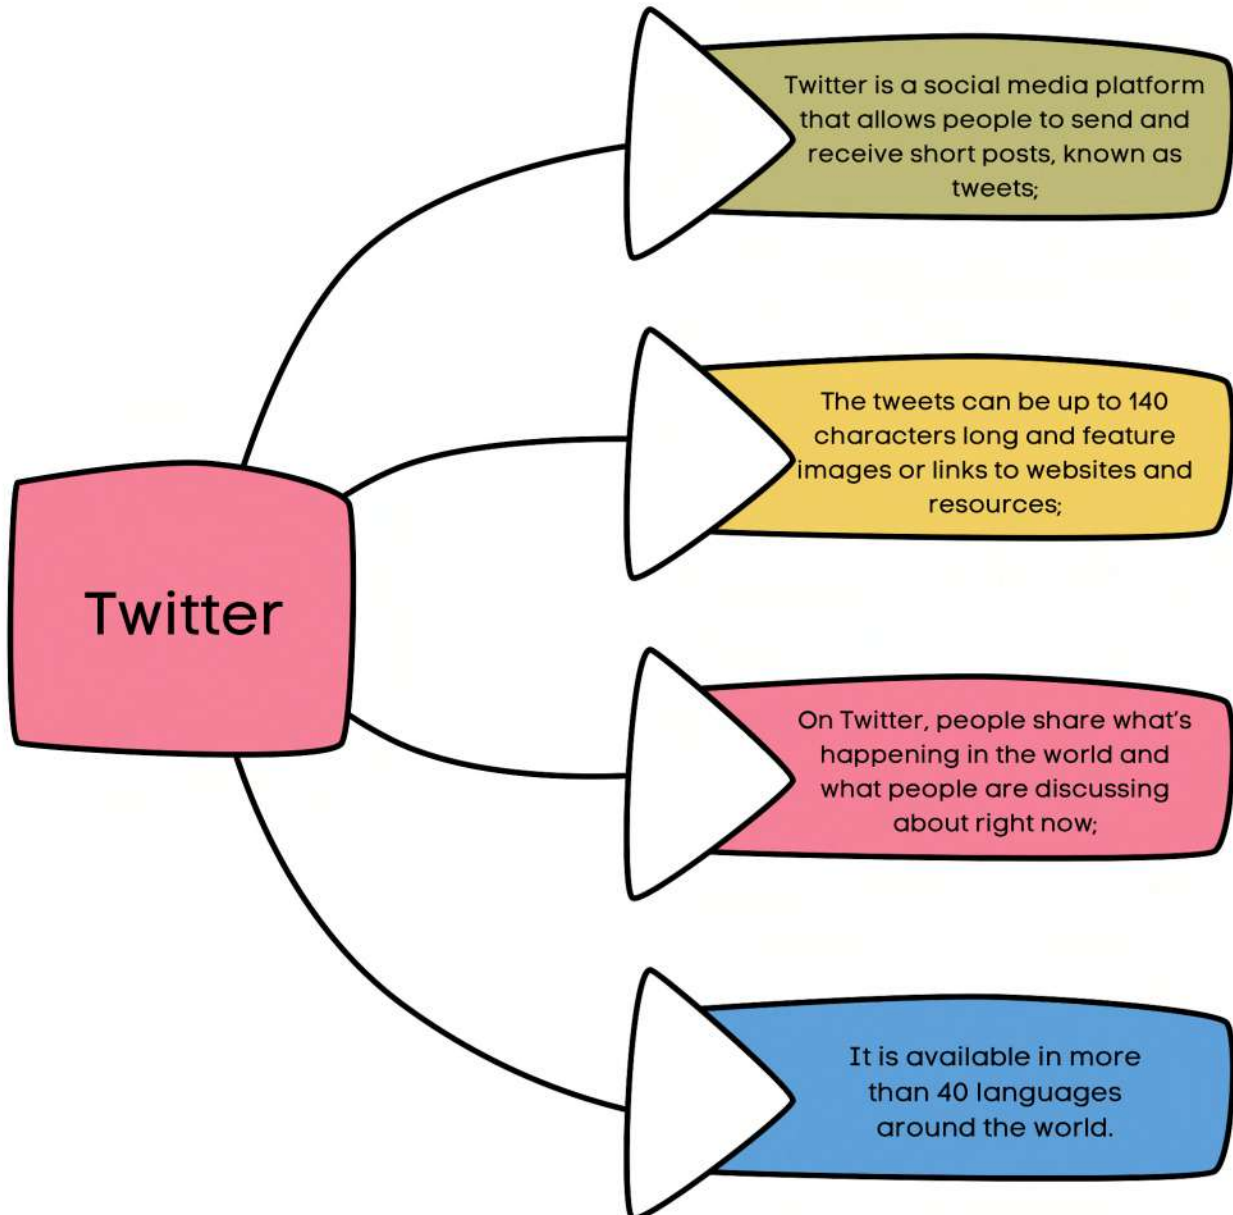 Twitter is a social media platform
that allows people to send and
receive short posts, known as
tweets;
The tweets can be up to 140
characters long and feature
images or links to websites and
resources;
Twitter
On Twitter, people share what's
happening in the world and
what people are discussing
about right now;
It is available in more
than 40 languages
around the world.